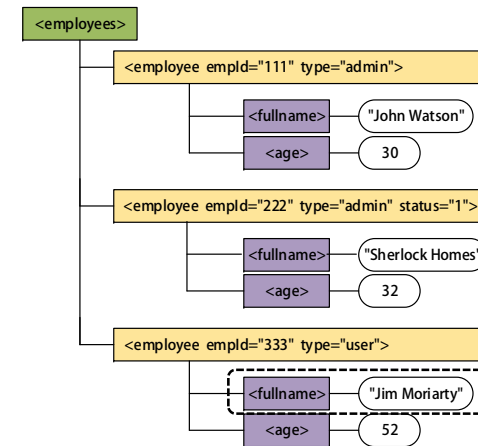 <employees>
<employee empId="111" type="admin">
<fullname> "John Watson"
<age> 30
<employee empId="222" type="admin" status="1">
<fullname> "Sherlock Homes"
<age> 32
<employee empId="333" type="user">
<fullname> "Jim Moriarty"
<age> 52